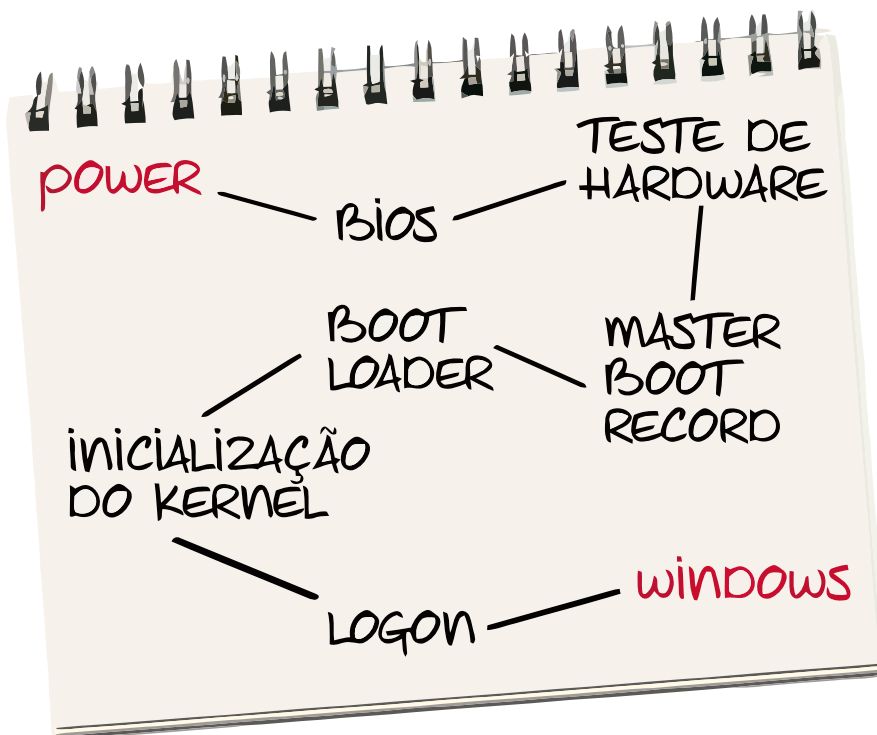 POWER
BIOS
TESTE DE
HARDWARE
MASTER
BOOT
RECORD
BOOT
LOADER
INICIALIZAÇÃO
DO KERNEL
LOGON
WINDOWS